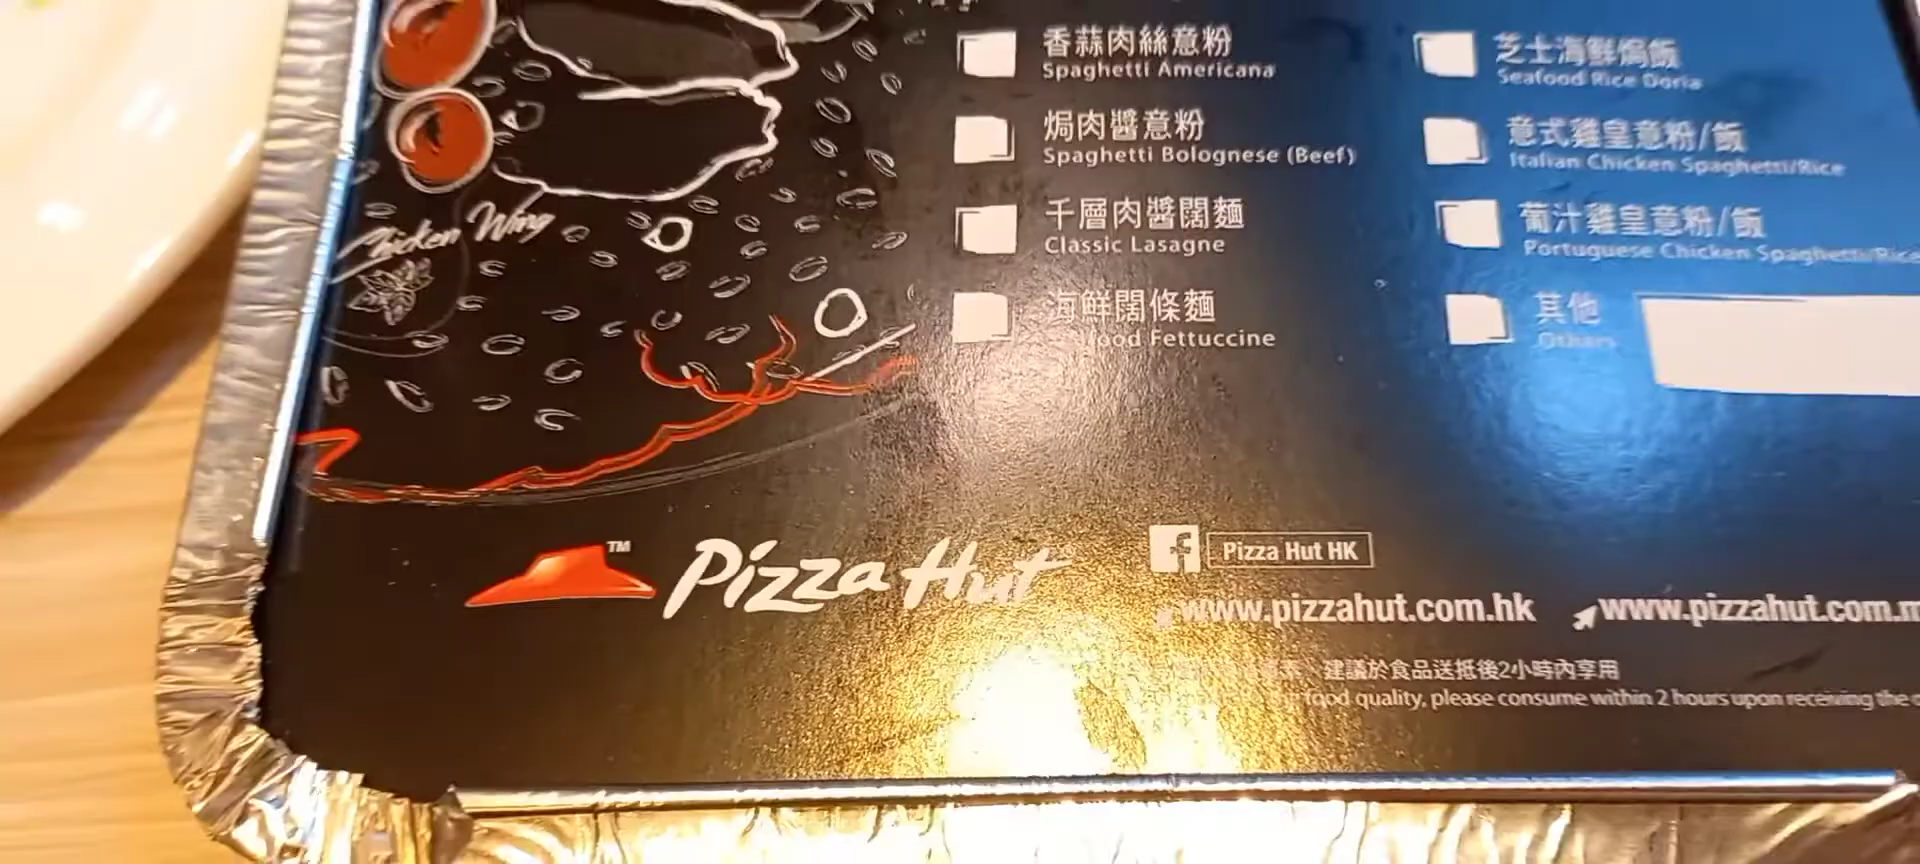 香蒜肉絲意粉
Spaghetti Americana
焗肉醬意粉
Spaghetti Bolognese (Beef)
千層肉醬闊麵
Classic Lasagne
海鮮闊條麵
Fettuccine
芝士海鮮焗飯
Seafood Rice Doria
意式雞皇意粉/飯
Italian Chicken Spaghetti/Rice
葡汁雞皇意粉/飯
Portuguese Chicken Spaghetti/Rice
其他
Others
Chicken Wing
Pizza Hut
TM
Pizza Hut HK
www.pizzahut.com.hk
www.pizzahut.com.m
建議於食品送抵後2小時內享用
food quality, please consume within 2 hours upon receiving the